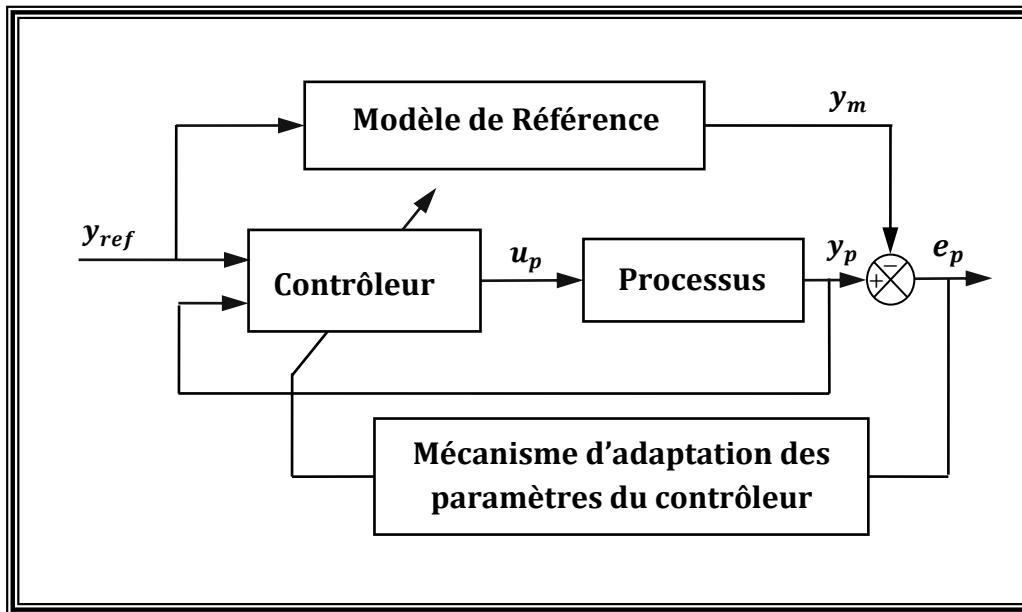 Modèle de Référence
y_m
y_ref
Contrôleur
u_p
Processus
y_p
−
+
e_p
Mécanisme d’adaptation des
paramètres du contrôleur